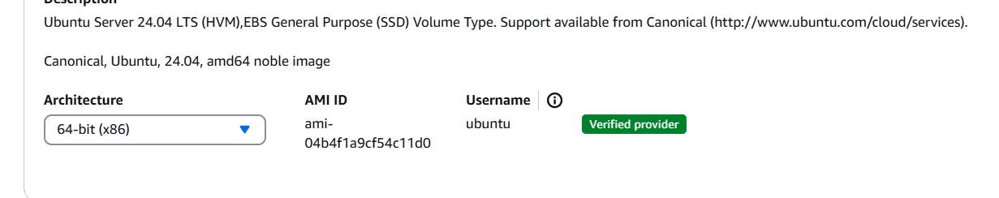 Description
Ubuntu Server 24.04 LTS (HVM),EBS General Purpose (SSD) Volume Type. Support available from Canonical (http://www.ubuntu.com/cloud/services).
Canonical, Ubuntu, 24.04, amd64 noble image
Architecture
64-bit (x86)
AMI ID
ami-
04b4f1a9cf54c11d0
Username
ubuntu
Verified provider